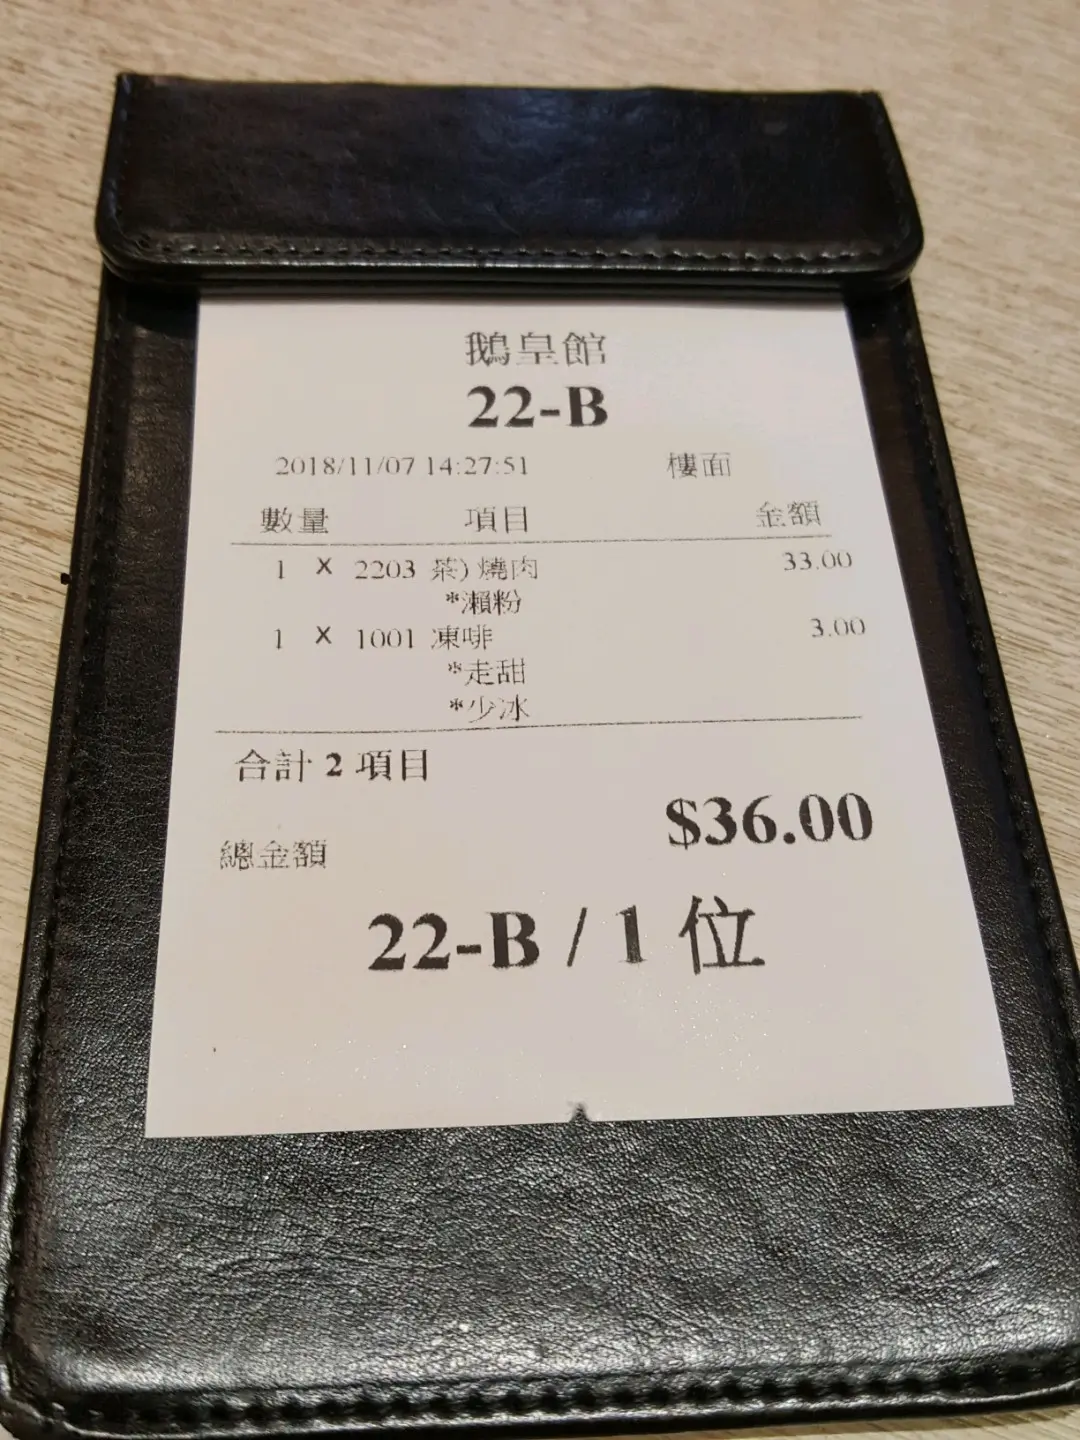 鵝皇館
22-B
2018/11/07 14:27:51 樓面
數量 項目 金額
1 X 2203 茶) 燒肉 33.00
*瀨粉
1 X 1001 凍啡 3.00
*走甜
*少冰
合計 2 項目
$36.00
總金額
22-B / 1 位